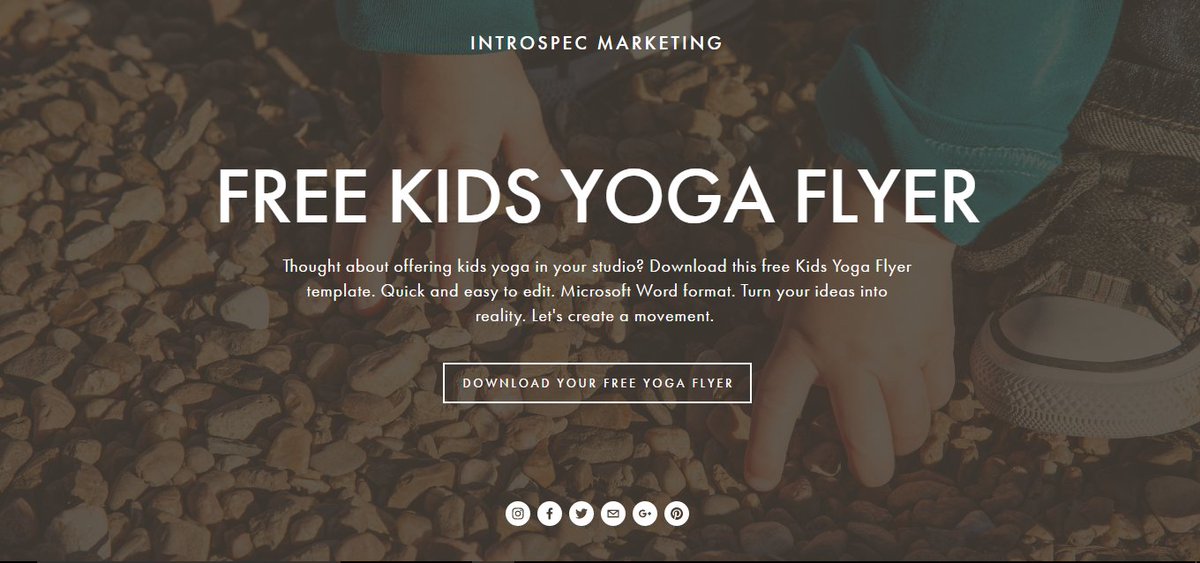 INTROSPEC MARKETING
FREE KIDS YOGA FLYER
Thought about offering kids yoga in your studio? Download this free Kids Yoga Flyer
template. Quick and easy to edit. Microsoft Word format. Turn your ideas into
reality. Let's create a movement.
DOWNLOAD YOUR FREE YOGA FLYER
G+